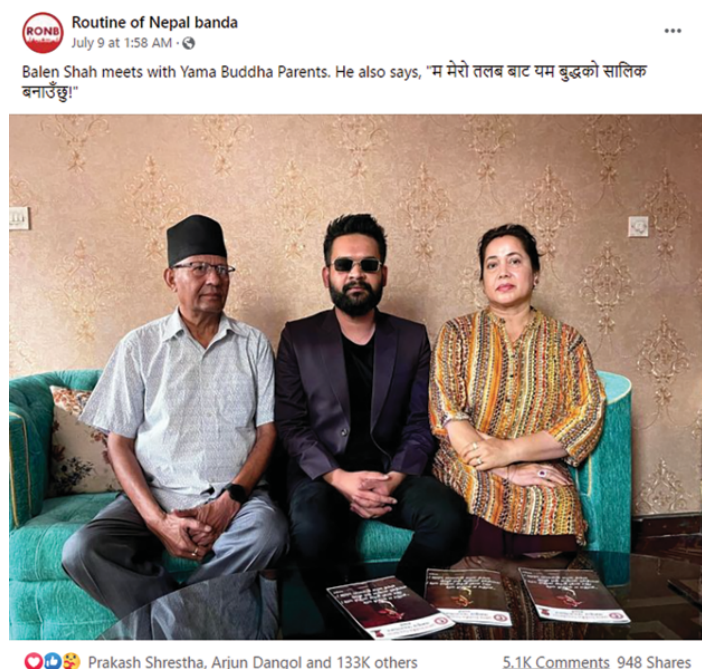 RONB
Routine of Nepal banda
July 9 at 1:58 AM ·
Balen Shah meets with Yama Buddha Parents. He also says, "म मेरो तलब बाट यम बुद्धको सालिक
बनाउँछु!"
Prakash Shrestha, Arjun Dangol and 133K others
5.1K Comments 948 Shares